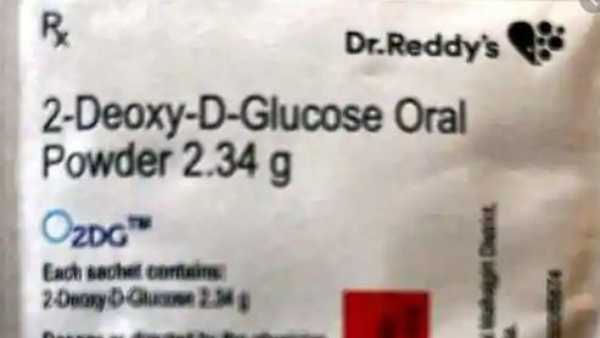 Rx
Dr.Reddy's
2-Deoxy-D-Glucose Oral
Powder 2.34 g
2DG™
Each sachet contains:
2-Deoxy-D-Glucose 2.34 g
District,